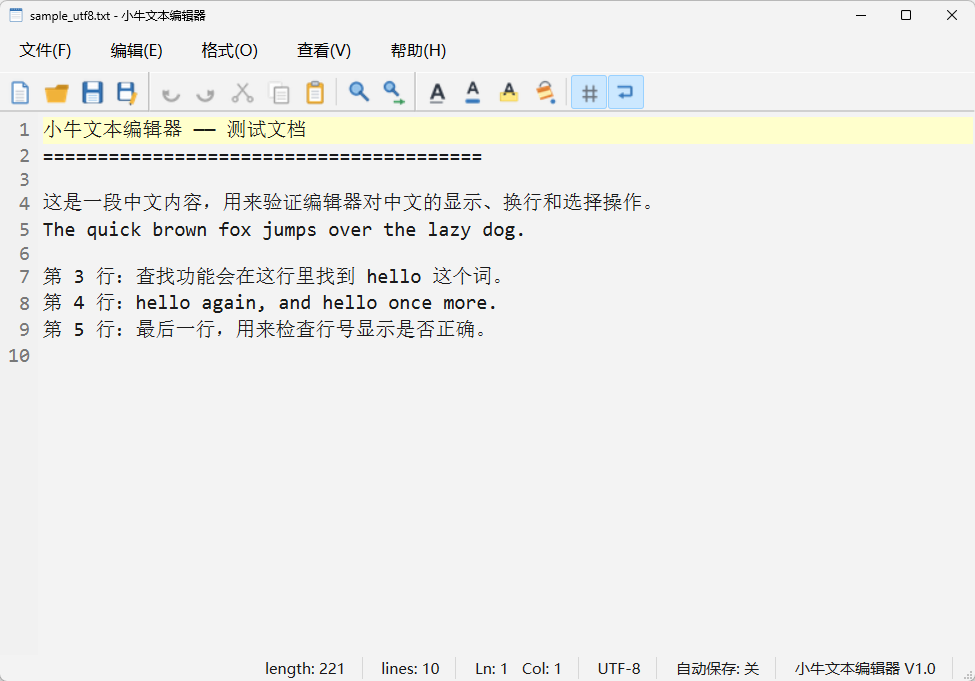 sample_utf8.txt - 小牛文本编辑器
文件(F) 编辑(E) 格式(O) 查看(V) 帮助(H)
1 小牛文本编辑器 —— 测试文档
2 ========================================
3
4 这是一段中文内容，用来验证编辑器对中文的显示、换行和选择操作。
5 The quick brown fox jumps over the lazy dog.
6
7 第 3 行：查找功能会在这行里找到 hello 这个词。
8 第 4 行：hello again, and hello once more.
9 第 5 行：最后一行，用来检查行号显示是否正确。
10
length: 221 lines: 10 Ln: 1 Col: 1 UTF-8 自动保存: 关 小牛文本编辑器 V1.0